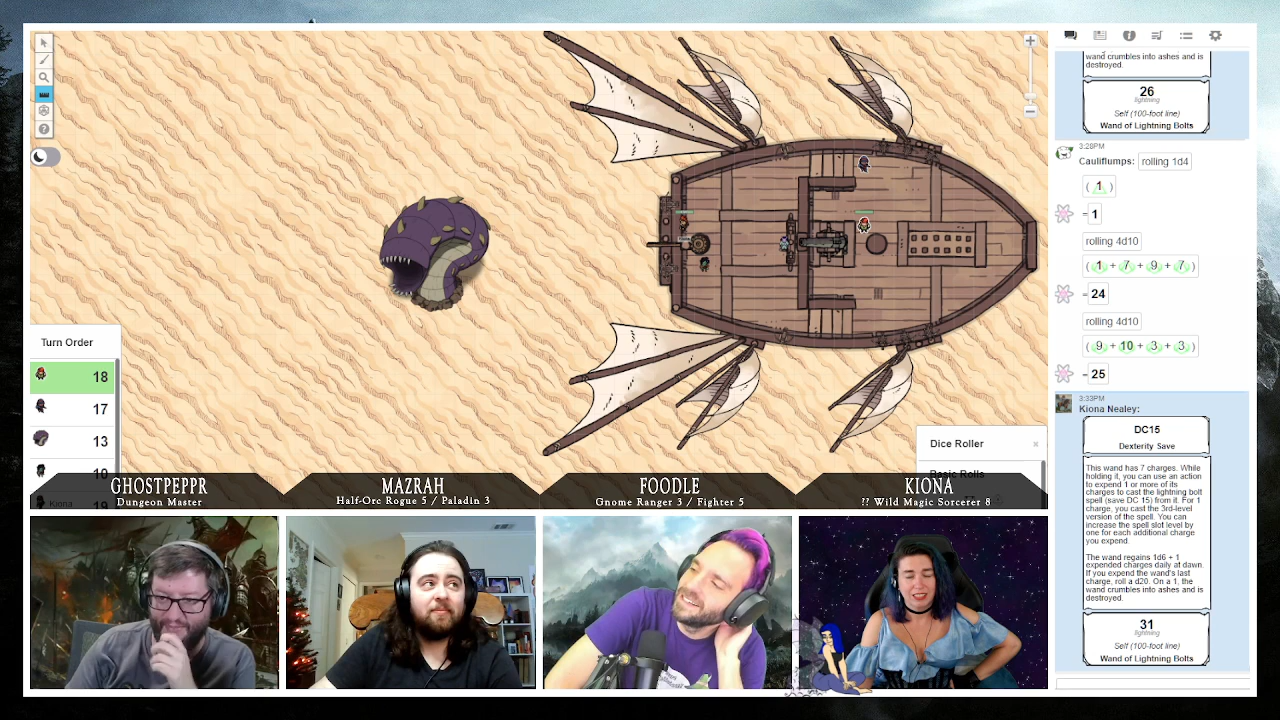 Turn Order
18
17
13
10
Kiona
19
Dice Roller
×
Basic Rolls
GHOSTPEPPR
Dungeon Master
MAZRAH
Half-Orc Rogue 5 / Paladin 3
FOODLE
Gnome Ranger 3 / Fighter 5
KIONA
?? Wild Magic Sorcerer 8
wand crumbles into ashes and is
destroyed.
26
lightning
Self (100-foot line)
Wand of Lightning Bolts
3:28PM
Cauliflumps: rolling 1d4
( 1 )
= 1
rolling 4d10
( 1 + 7 + 9 + 7 )
= 24
rolling 4d10
( 9 + 10 + 3 + 3 )
= 25
3:33PM
Kiona Nealey:
DC15
Dexterity Save
This wand has 7 charges. While
holding it, you can use an action
to expend 1 or more of its
charges to cast the lightning bolt
spell (save DC 15) from it. For 1
charge, you cast the 3rd-level
version of the spell. You can
increase the spell slot level by
one for each additional charge
you expend.
The wand regains 1d6 + 1
expended charges daily at dawn.
If you expend the wand's last
charge, roll a d20. On a 1, the
wand crumbles into ashes and is
destroyed.
31
lightning
Self (100-foot line)
Wand of Lightning Bolts